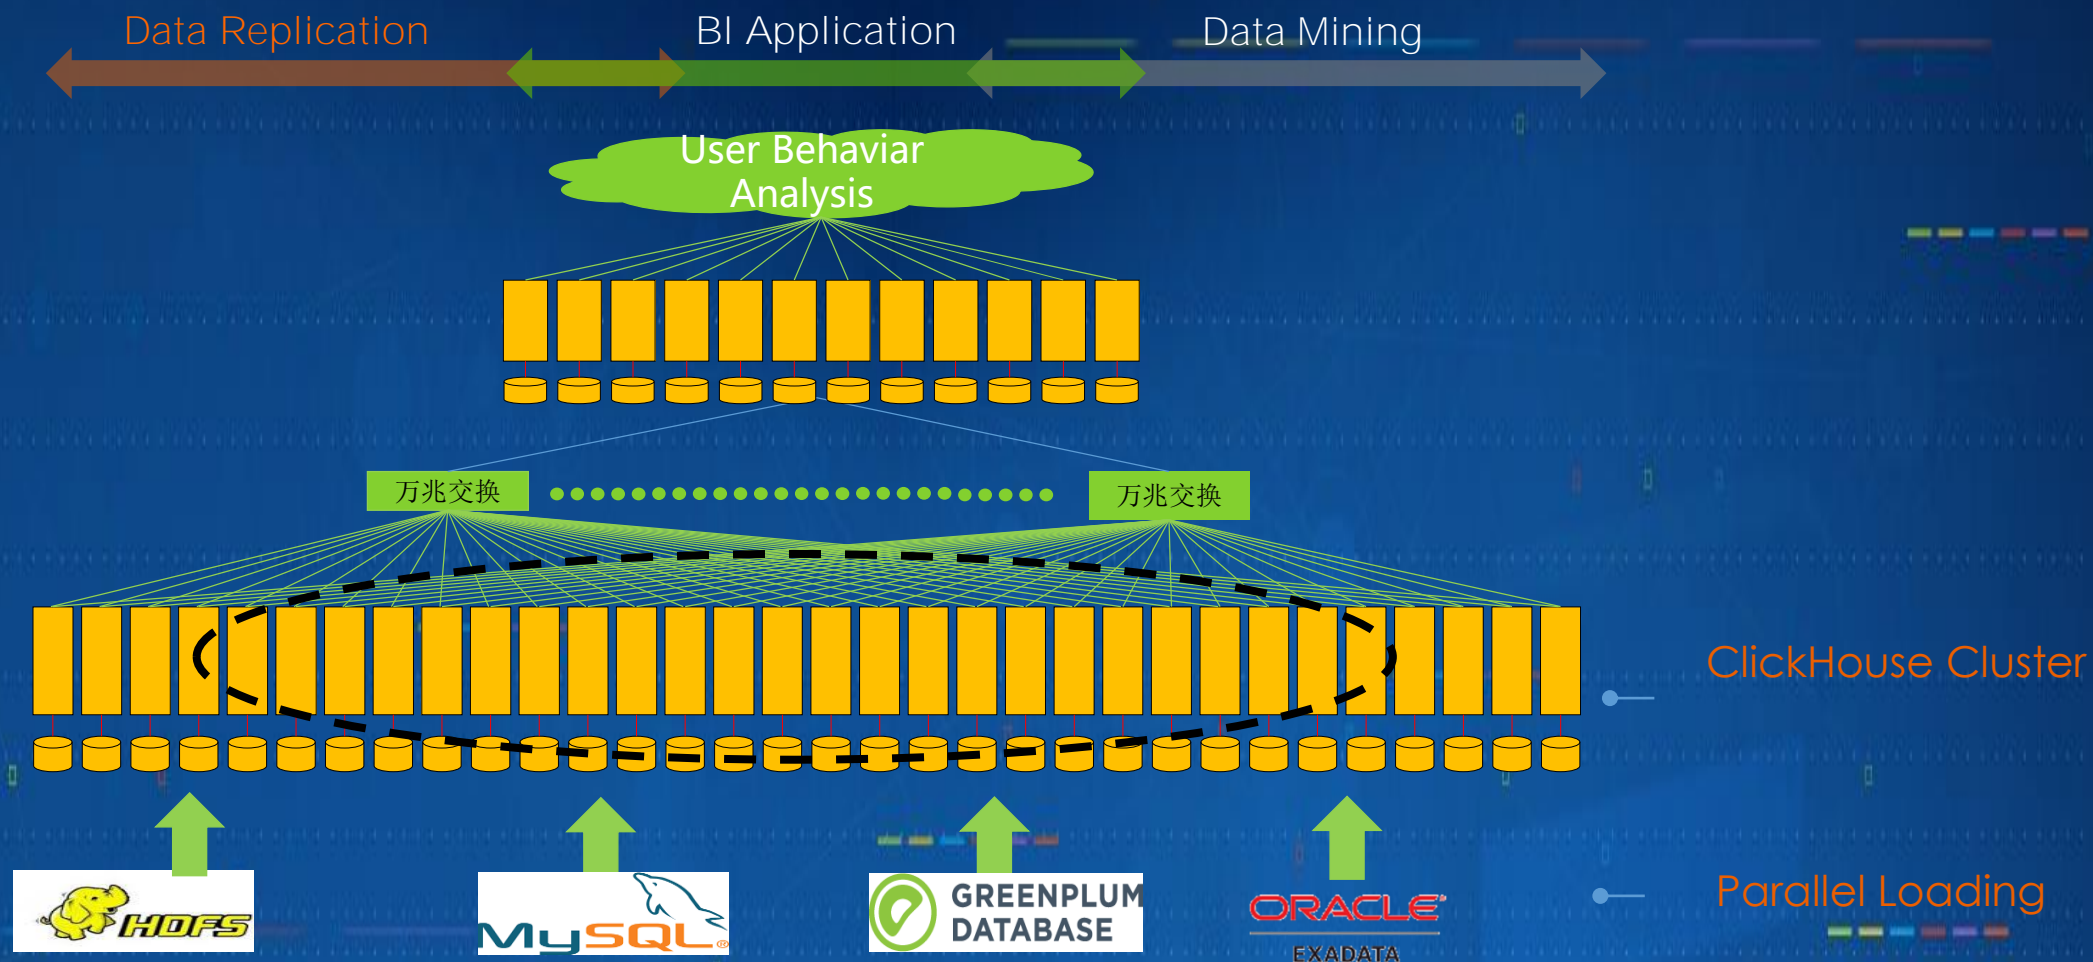 Data Replication
BI Application
Data Mining
User Behaviar
Analysis
万兆交换
万兆交换
ClickHouse Cluster
HDFS
MySQL®
GREENPLUM
DATABASE
ORACLE®
EXADATA
Parallel Loading